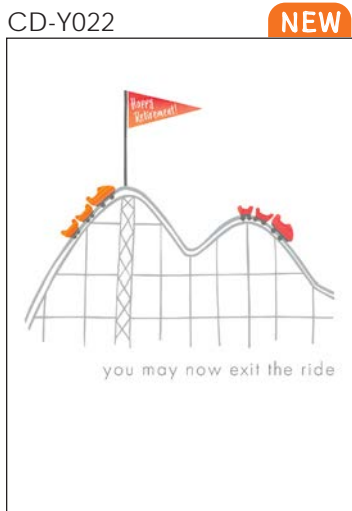 CD-Y022
NEW
Happy
Retirement!
you may now exit the ride